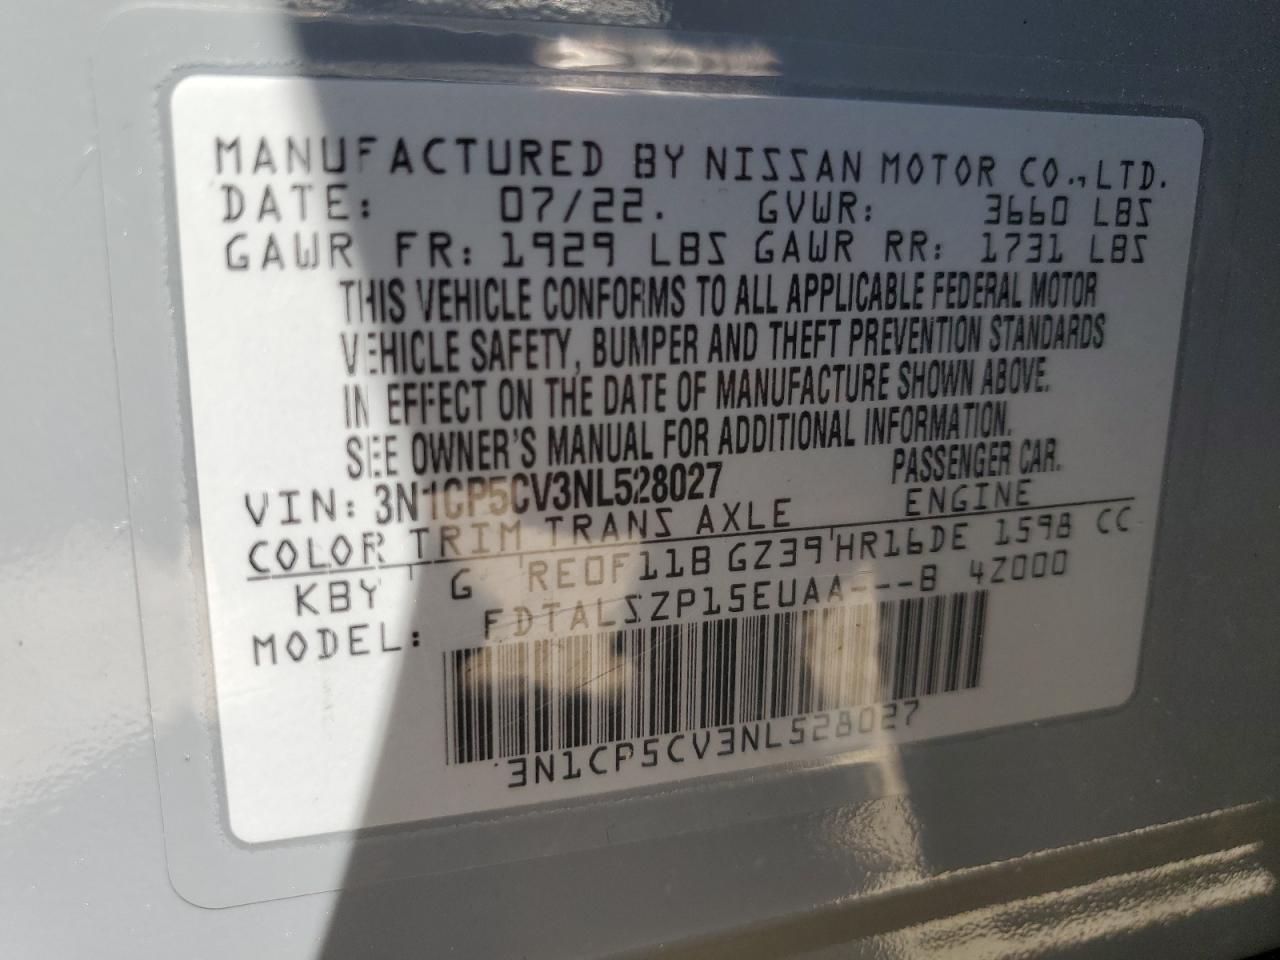 MANUFACTURED BY NISSAN MOTOR CO.,LTD.
DATE: 07/22. GVWR: 3660 LBS
GAWR FR: 1929 LBS GAWR RR: 1731 LBS
THIS VEHICLE CONFORMS TO ALL APPLICABLE FEDERAL MOTOR
VEHICLE SAFETY, BUMPER AND THEFT PREVENTION STANDARDS
IN EFFECT ON THE DATE OF MANUFACTURE SHOWN ABOVE.
SEE OWNER'S MANUAL FOR ADDITIONAL INFORMATION.
VIN: 3N1CP5CV3NL528027 PASSENGER CAR.
COLOR TRIM TRANS AXLE ENGINE
KBY G RE0F11B GZ39 HR16DE 1598 CC
MODEL: FDTALSZP15EUAA---B 4Z000
3N1CP5CV3NL528027